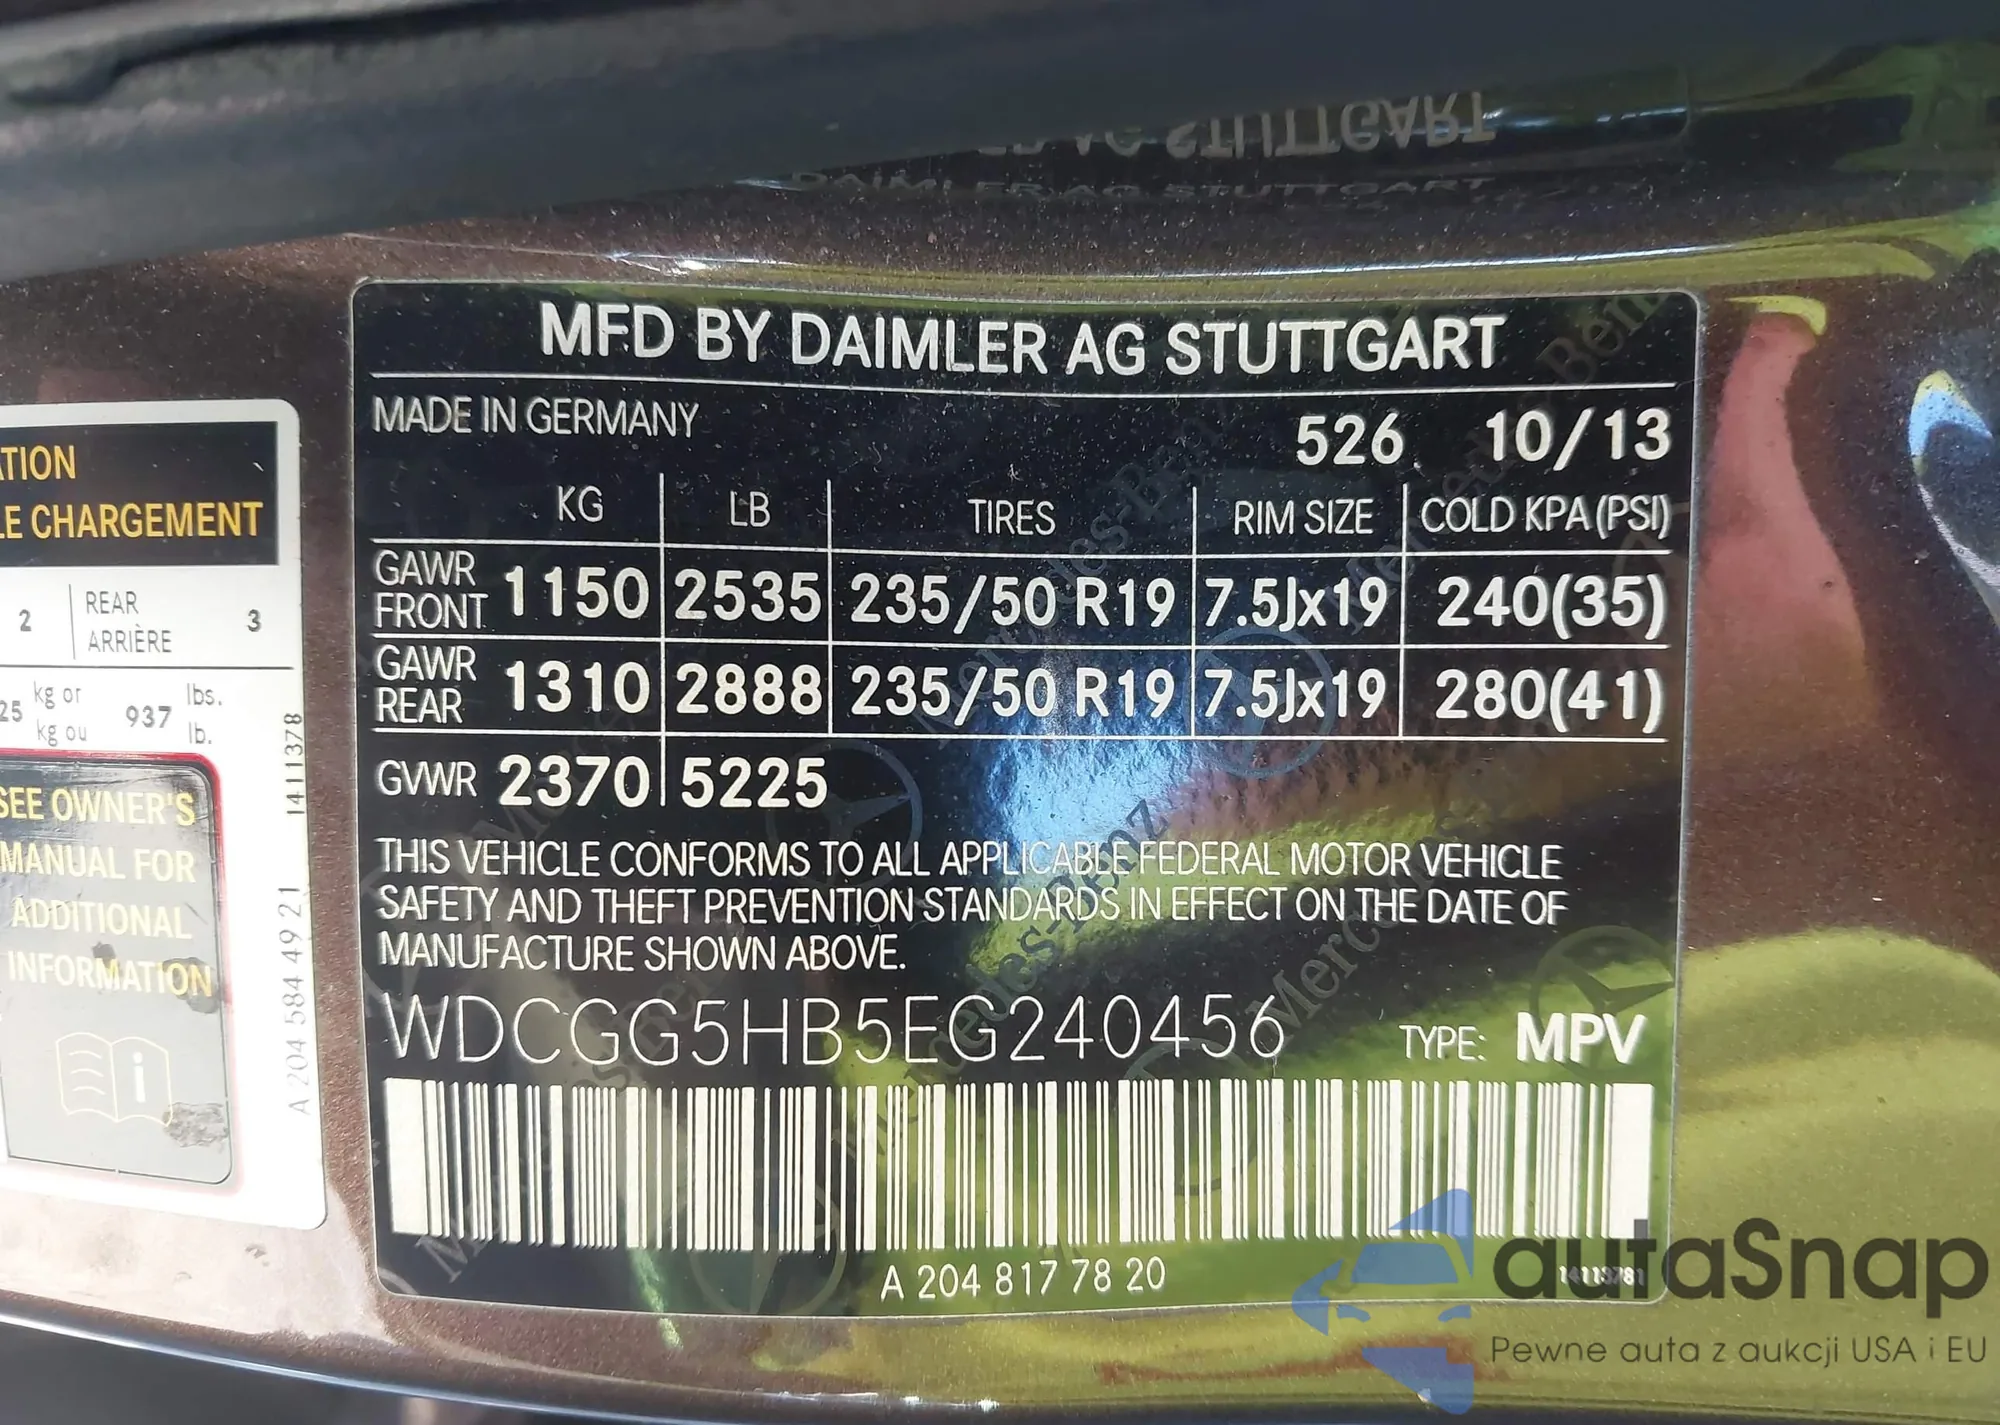 MFD BY DAIMLER AG STUTTGART
MADE IN GERMANY 526 10/13
KG LB TIRES RIM SIZE COLD KPA (PSI)
GAWR FRONT 1150 2535 235/50 R19 7.5Jx19 240(35)
GAWR REAR 1310 2888 235/50 R19 7.5Jx19 280(41)
GVWR 2370 5225
THIS VEHICLE CONFORMS TO ALL APPLICABLE FEDERAL MOTOR VEHICLE
SAFETY AND THEFT PREVENTION STANDARDS IN EFFECT ON THE DATE OF
MANUFACTURE SHOWN ABOVE.
WDCGG5HB5EG240456 TYPE: MPV
A 204 817 78 20
14113781
TION
LE CHARGEMENT
2 REAR 3
ARRIÈRE
25 kg or 937 lbs.
kg ou lb.
SEE OWNER'S
MANUAL FOR
ADDITIONAL
INFORMATION
i
A 204 584 49 21 1411378
DAIMLER AG STUTTGART
Mercedes-Benz
autaSnap
Pewne auta z aukcji USA i EU